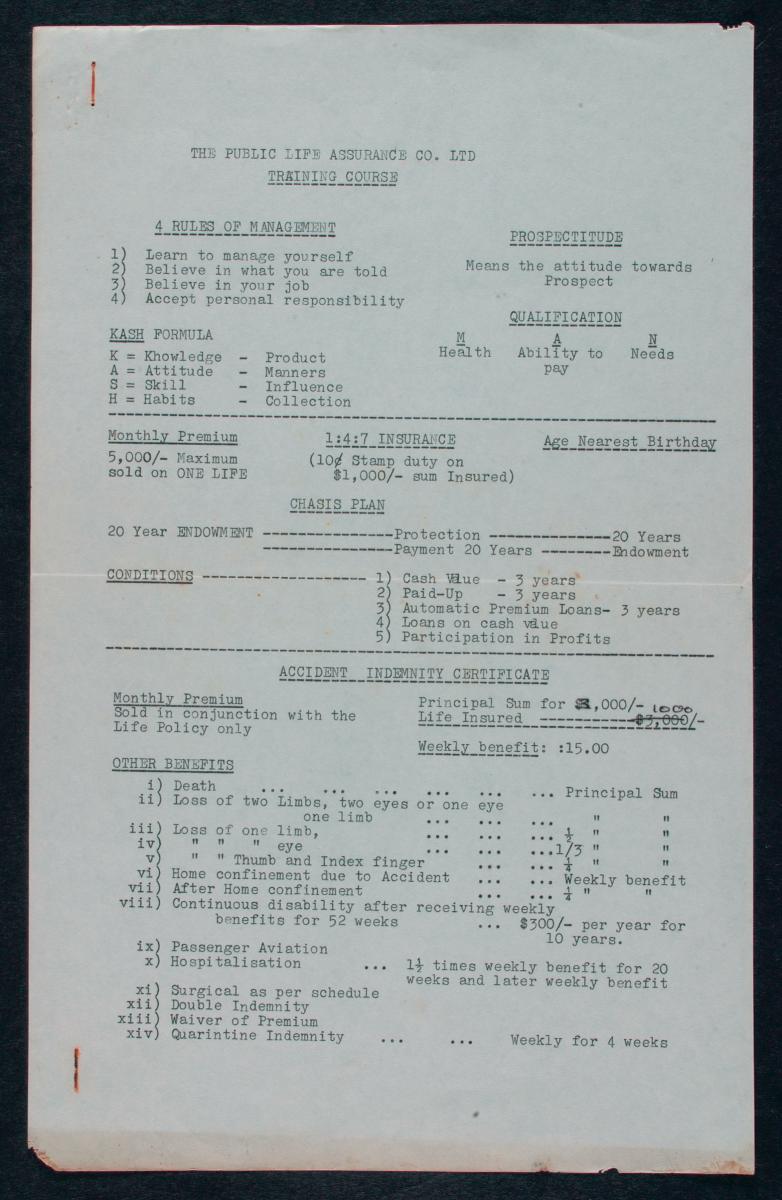 THE PUBLIC LIFE ASSURANCE CO. LTD
TRAINING COURSE
4 RULES OF MANAGEMENT
1) Learn to manage yourself
2) Believe in what you are told
3) Believe in your job
4) Accept personal responsibility
PROSPECTITUDE
Means the attitude towards
Prospect
QUALIFICATION
M A N
Health Ability to Needs
pay
KASH FORMULA
K = Khowledge - Product
A = Attitude - Manners
S = Skill - Influence
H = Habits - Collection
Monthly Premium
5,000/- Maximum
sold on ONE LIFE
1:4:7 INSURANCE
(10¢ Stamp duty on
$1,000/- sum Insured)
Age Nearest Birthday
CHASIS PLAN
20 Year ENDOWMENT ----------------Protection ---------------20 Years
----------------Payment 20 Years --------Endowment
CONDITIONS -------------------- 1) Cash Value - 3 years
2) Paid-Up - 3 years
3) Automatic Premium Loans- 3 years
4) Loans on cash value
5) Participation in Profits
ACCIDENT INDEMNITY CERTIFICATE
Monthly Premium
Sold in conjunction with the
Life Policy only
Principal Sum for ,000/- 1000
Life Insured -----------$3,000/-
Weekly benefit: :15.00
OTHER BENEFITS
i) Death ... ... ... ... ... ... Principal Sum
ii) Loss of two Limbs, two eyes or one eye
one limb ... ... ... " "
iii) Loss of one limb, ... ... ... ½ " "
iv) " " " eye ... ... ...1/3 " "
v) " " Thumb and Index finger ... ... ¼ " "
vi) Home confinement due to Accident ... ... Weekly benefit
vii) After Home confinement ... ... ¼ " "
viii) Continuous disability after receiving weekly
benefits for 52 weeks ... $300/- per year for
10 years.
ix) Passenger Aviation
x) Hospitalisation ... 1½ times weekly benefit for 20
weeks and later weekly benefit
xi) Surgical as per schedule
xii) Double Indemnity
xiii) Waiver of Premium
xiv) Quarintine Indemnity ... ... Weekly for 4 weeks